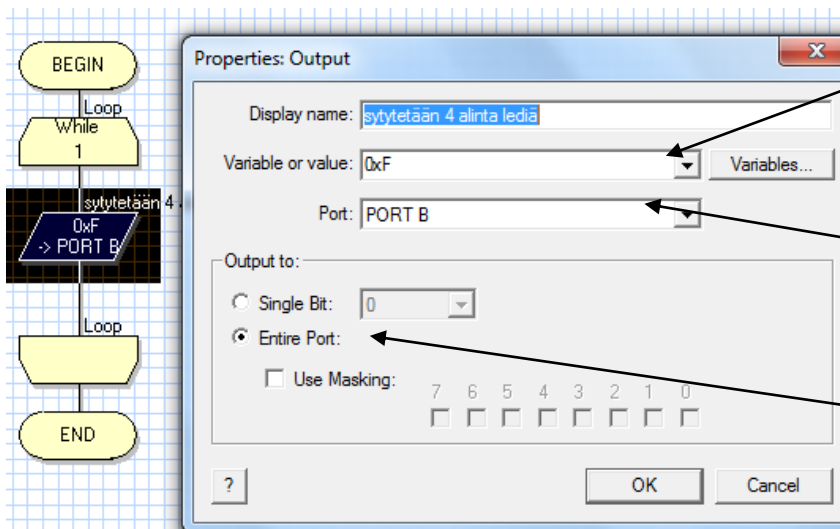 BEGIN
Loop
While
1
sytytetään 4
0xF
-> PORT B
Loop
END
Properties: Output
Display name: sytytetään 4 alinta lediä
Variable or value: 0xF
Variables...
Port: PORT B
Output to:
Single Bit: 0
Entire Port:
Use Masking:
7 6 5 4 3 2 1 0
?
OK
Cancel